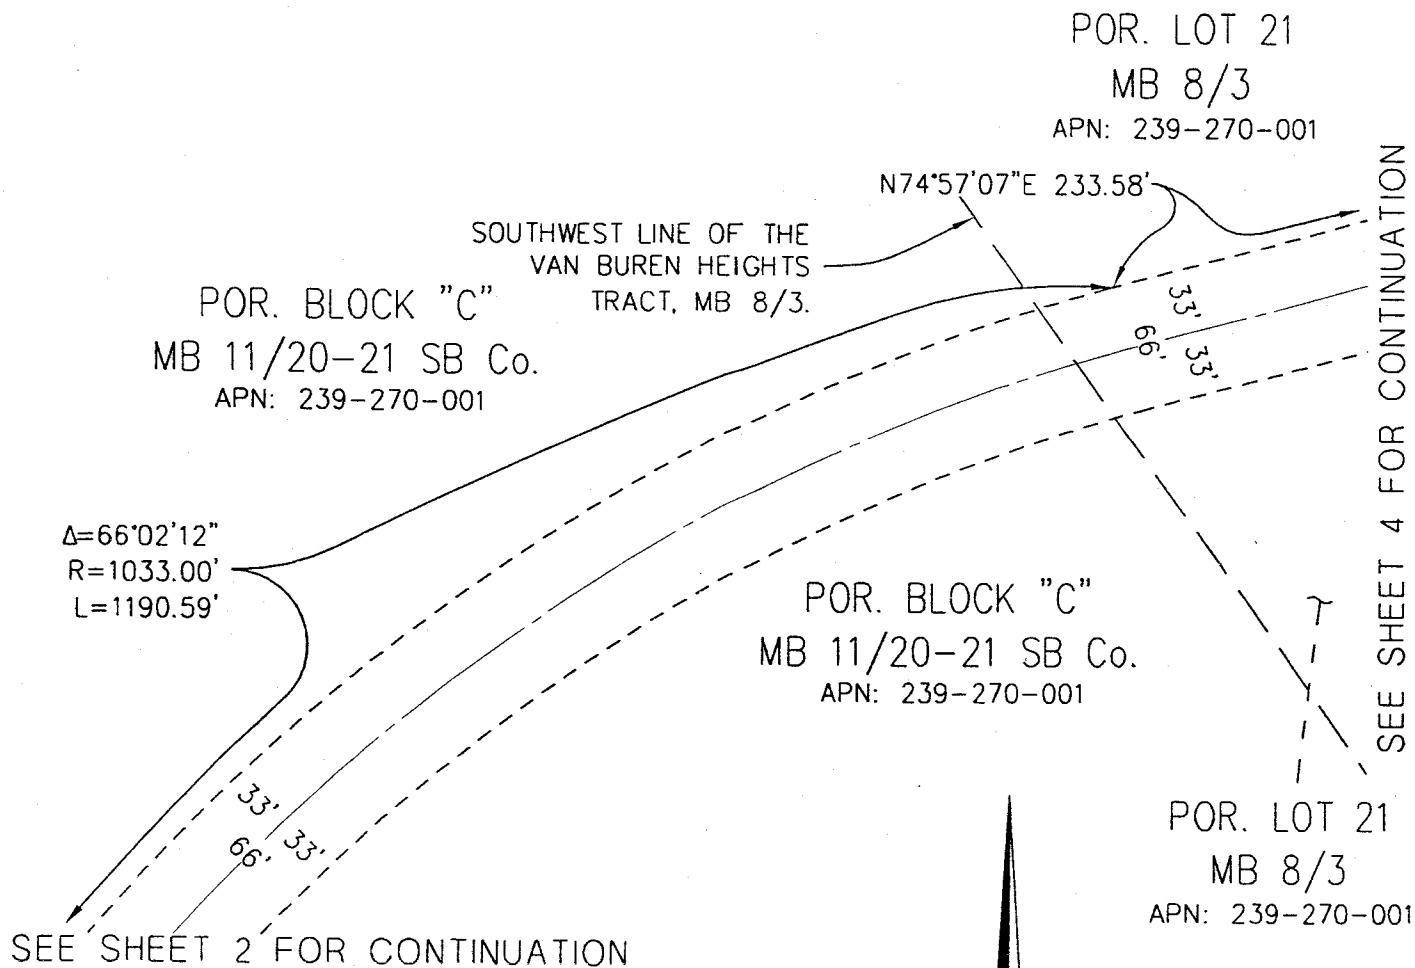 POR. LOT 21
MB 8/3
APN: 239-270-001
N74°57'07"E 233.58'
SOUTHWEST LINE OF THE
VAN BUREN HEIGHTS
TRACT, MB 8/3.
POR. BLOCK "C"
MB 11/20-21 SB Co.
APN: 239-270-001
33'
66' 33'
SEE SHEET 4 FOR CONTINUATION
Δ=66°02'12"
R=1033.00'
L=1190.59'
POR. BLOCK "C"
MB 11/20-21 SB Co.
APN: 239-270-001
33'
66' 33'
POR. LOT 21
MB 8/3
APN: 239-270-001
SEE SHEET 2 FOR CONTINUATION